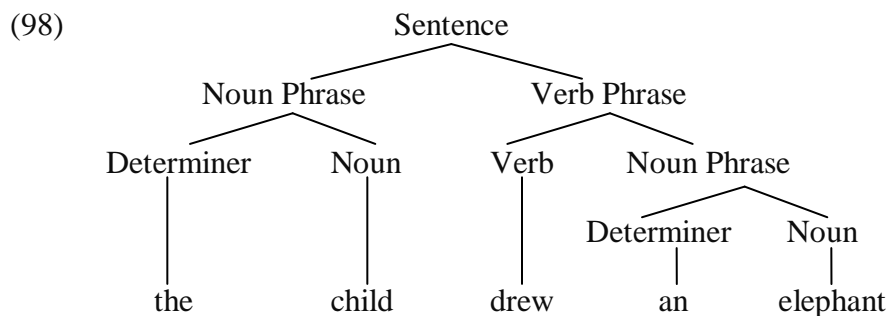 (98) Sentence
Noun Phrase Verb Phrase
Determiner Noun Verb Noun Phrase
Determiner Noun
the child drew an elephant